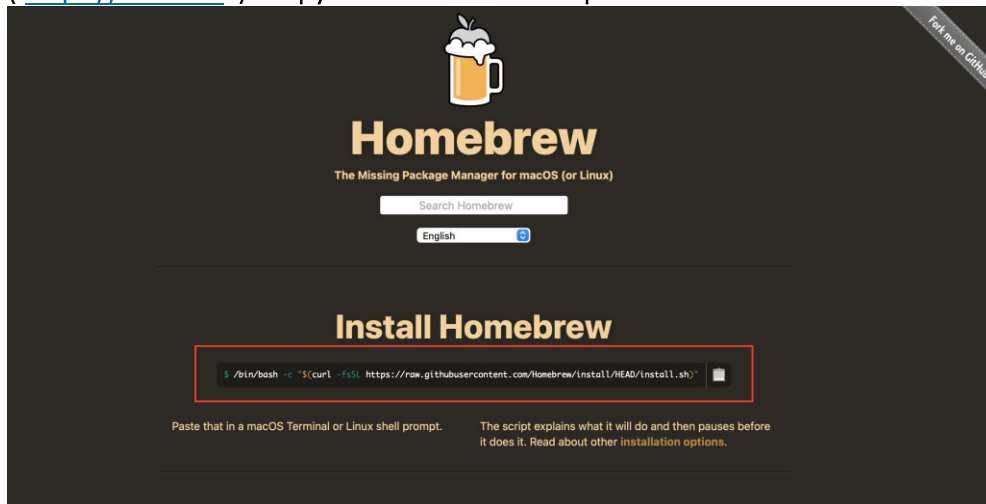 Fork me on GitHub
Homebrew
The Missing Package Manager for macOS (or Linux)
Search Homebrew
English
Install Homebrew
$ /bin/bash -c "$(curl -fsSL https://raw.githubusercontent.com/Homebrew/install/HEAD/install.sh)"
Paste that in a macOS Terminal or Linux shell prompt.
The script explains what it will do and then pauses before
it does it. Read about other installation options.